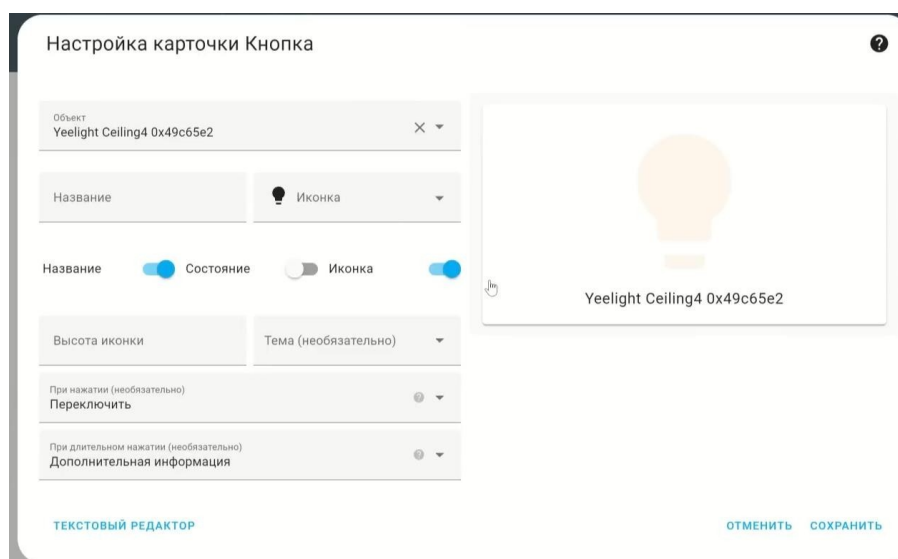 Настройка карточки Кнопка
Объект
Yeelight Ceiling4 0x49c65e2
Название
Иконка
Название
Состояние
Иконка
Yeelight Ceiling4 0x49c65e2
Высота иконки
Тема (необязательно)
При нажатии (необязательно)
Переключить
При длительном нажатии (необязательно)
Дополнительная информация
ТЕКСТОВЫЙ РЕДАКТОР
ОТМЕНИТЬ
СОХРАНИТЬ